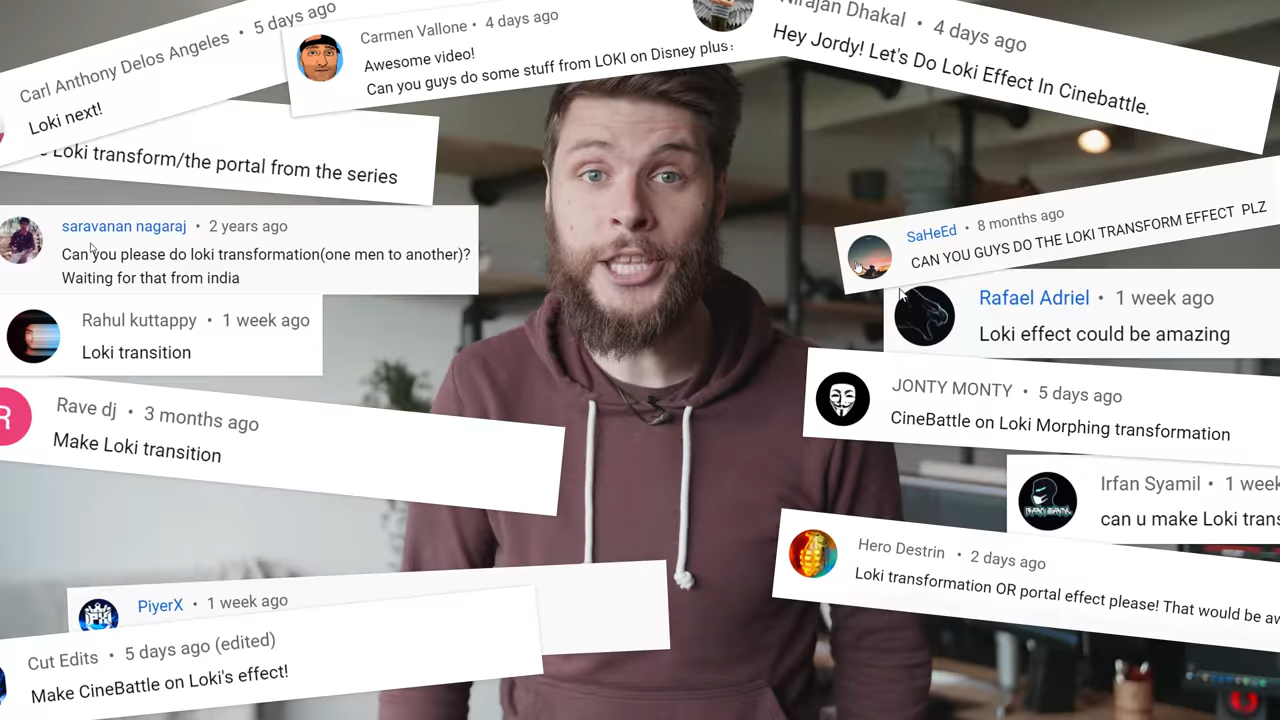 Carl Anthony Delos Angeles • 5 days ago
Loki next!
Carmen Vallone • 4 days ago
Awesome video!
Can you guys do some stuff from LOKI on Disney plus?
Nirajan Dhakal • 4 days ago
Hey Jordy! Let's Do Loki Effect In Cinebattle.
Loki transform/the portal from the series
saravanan nagaraj • 2 years ago
Can you please do loki transformation(one men to another)?
Waiting for that from india
SaHeEd • 8 months ago
CAN YOU GUYS DO THE LOKI TRANSFORM EFFECT PLZ
Rafael Adriel • 1 week ago
Loki effect could be amazing
Rahul kuttappy • 1 week ago
Loki transition
R
Rave dj • 3 months ago
Make Loki transition
JONTY MONTY • 5 days ago
CineBattle on Loki Morphing transformation
Irfan Syamil • 1 week
can u make Loki trans
Hero Destrin • 2 days ago
Loki transformation OR portal effect please! That would be aw
PiyerX • 1 week ago
Cut Edits • 5 days ago (edited)
Make CineBattle on Loki's effect!